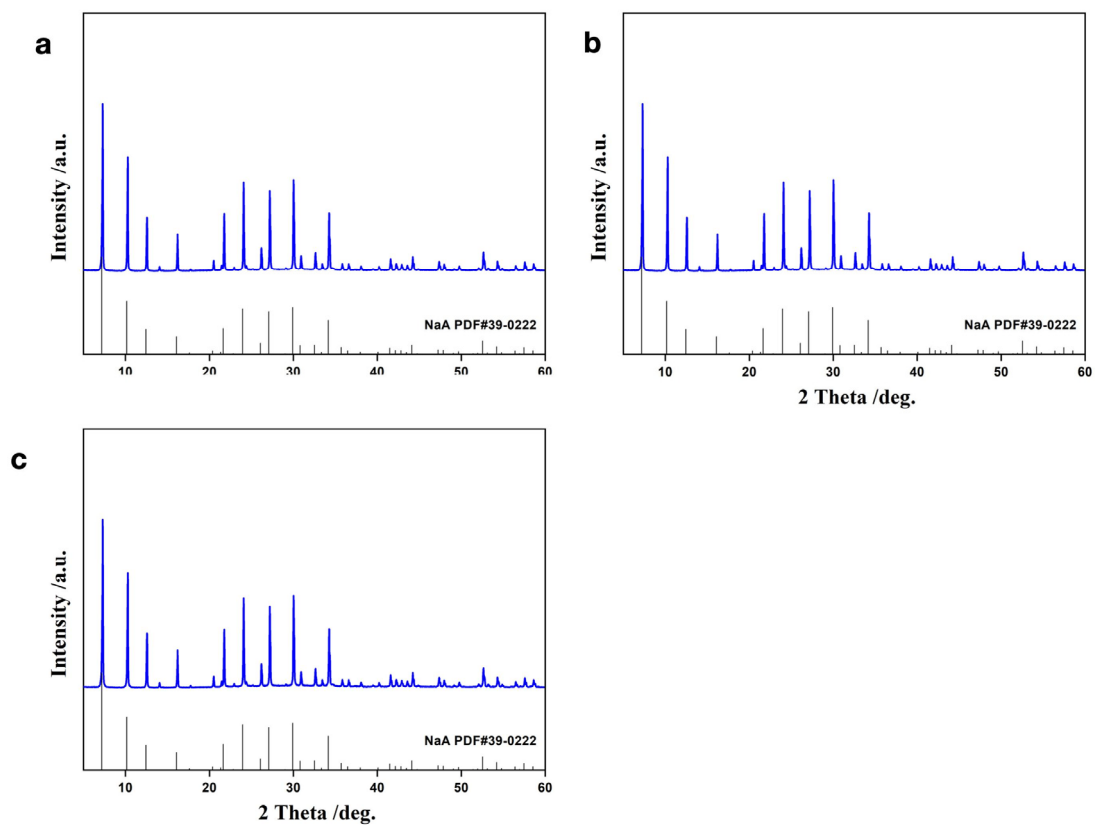 a
Intensity /a.u.
NaA PDF#39-0222
10 20 30 40 50 60
b
Intensity /a.u.
NaA PDF#39-0222
10 20 30 40 50 60
2 Theta /deg.
c
Intensity /a.u.
NaA PDF#39-0222
10 20 30 40 50 60
2 Theta /deg.